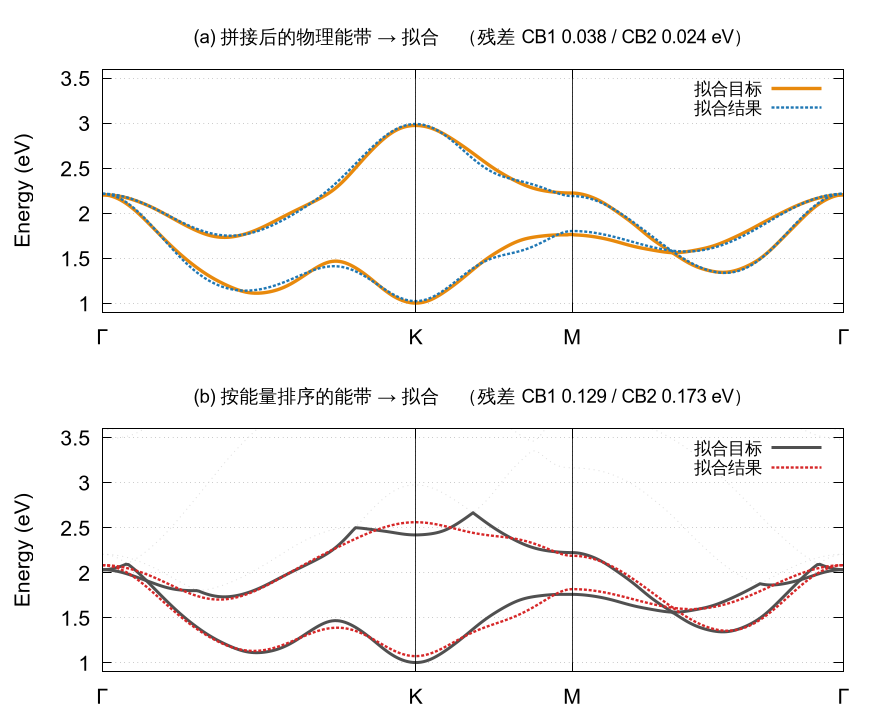 (a) 拼接后的物理能带 → 拟合 （残差 CB1 0.038 / CB2 0.024 eV）
3.5
3
2.5
2
1.5
1
Energy (eV)
拟合目标
拟合结果
Γ K M Γ
(b) 按能量排序的能带 → 拟合 （残差 CB1 0.129 / CB2 0.173 eV）
3.5
3
2.5
2
1.5
1
Energy (eV)
拟合目标
拟合结果
Γ K M Γ